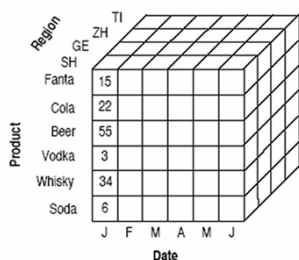 Region
TI
ZH
GE
SH
Product
Fanta 15
Cola 22
Beer 55
Vodka 3
Whisky 34
Soda 6
J F M A M J
Date